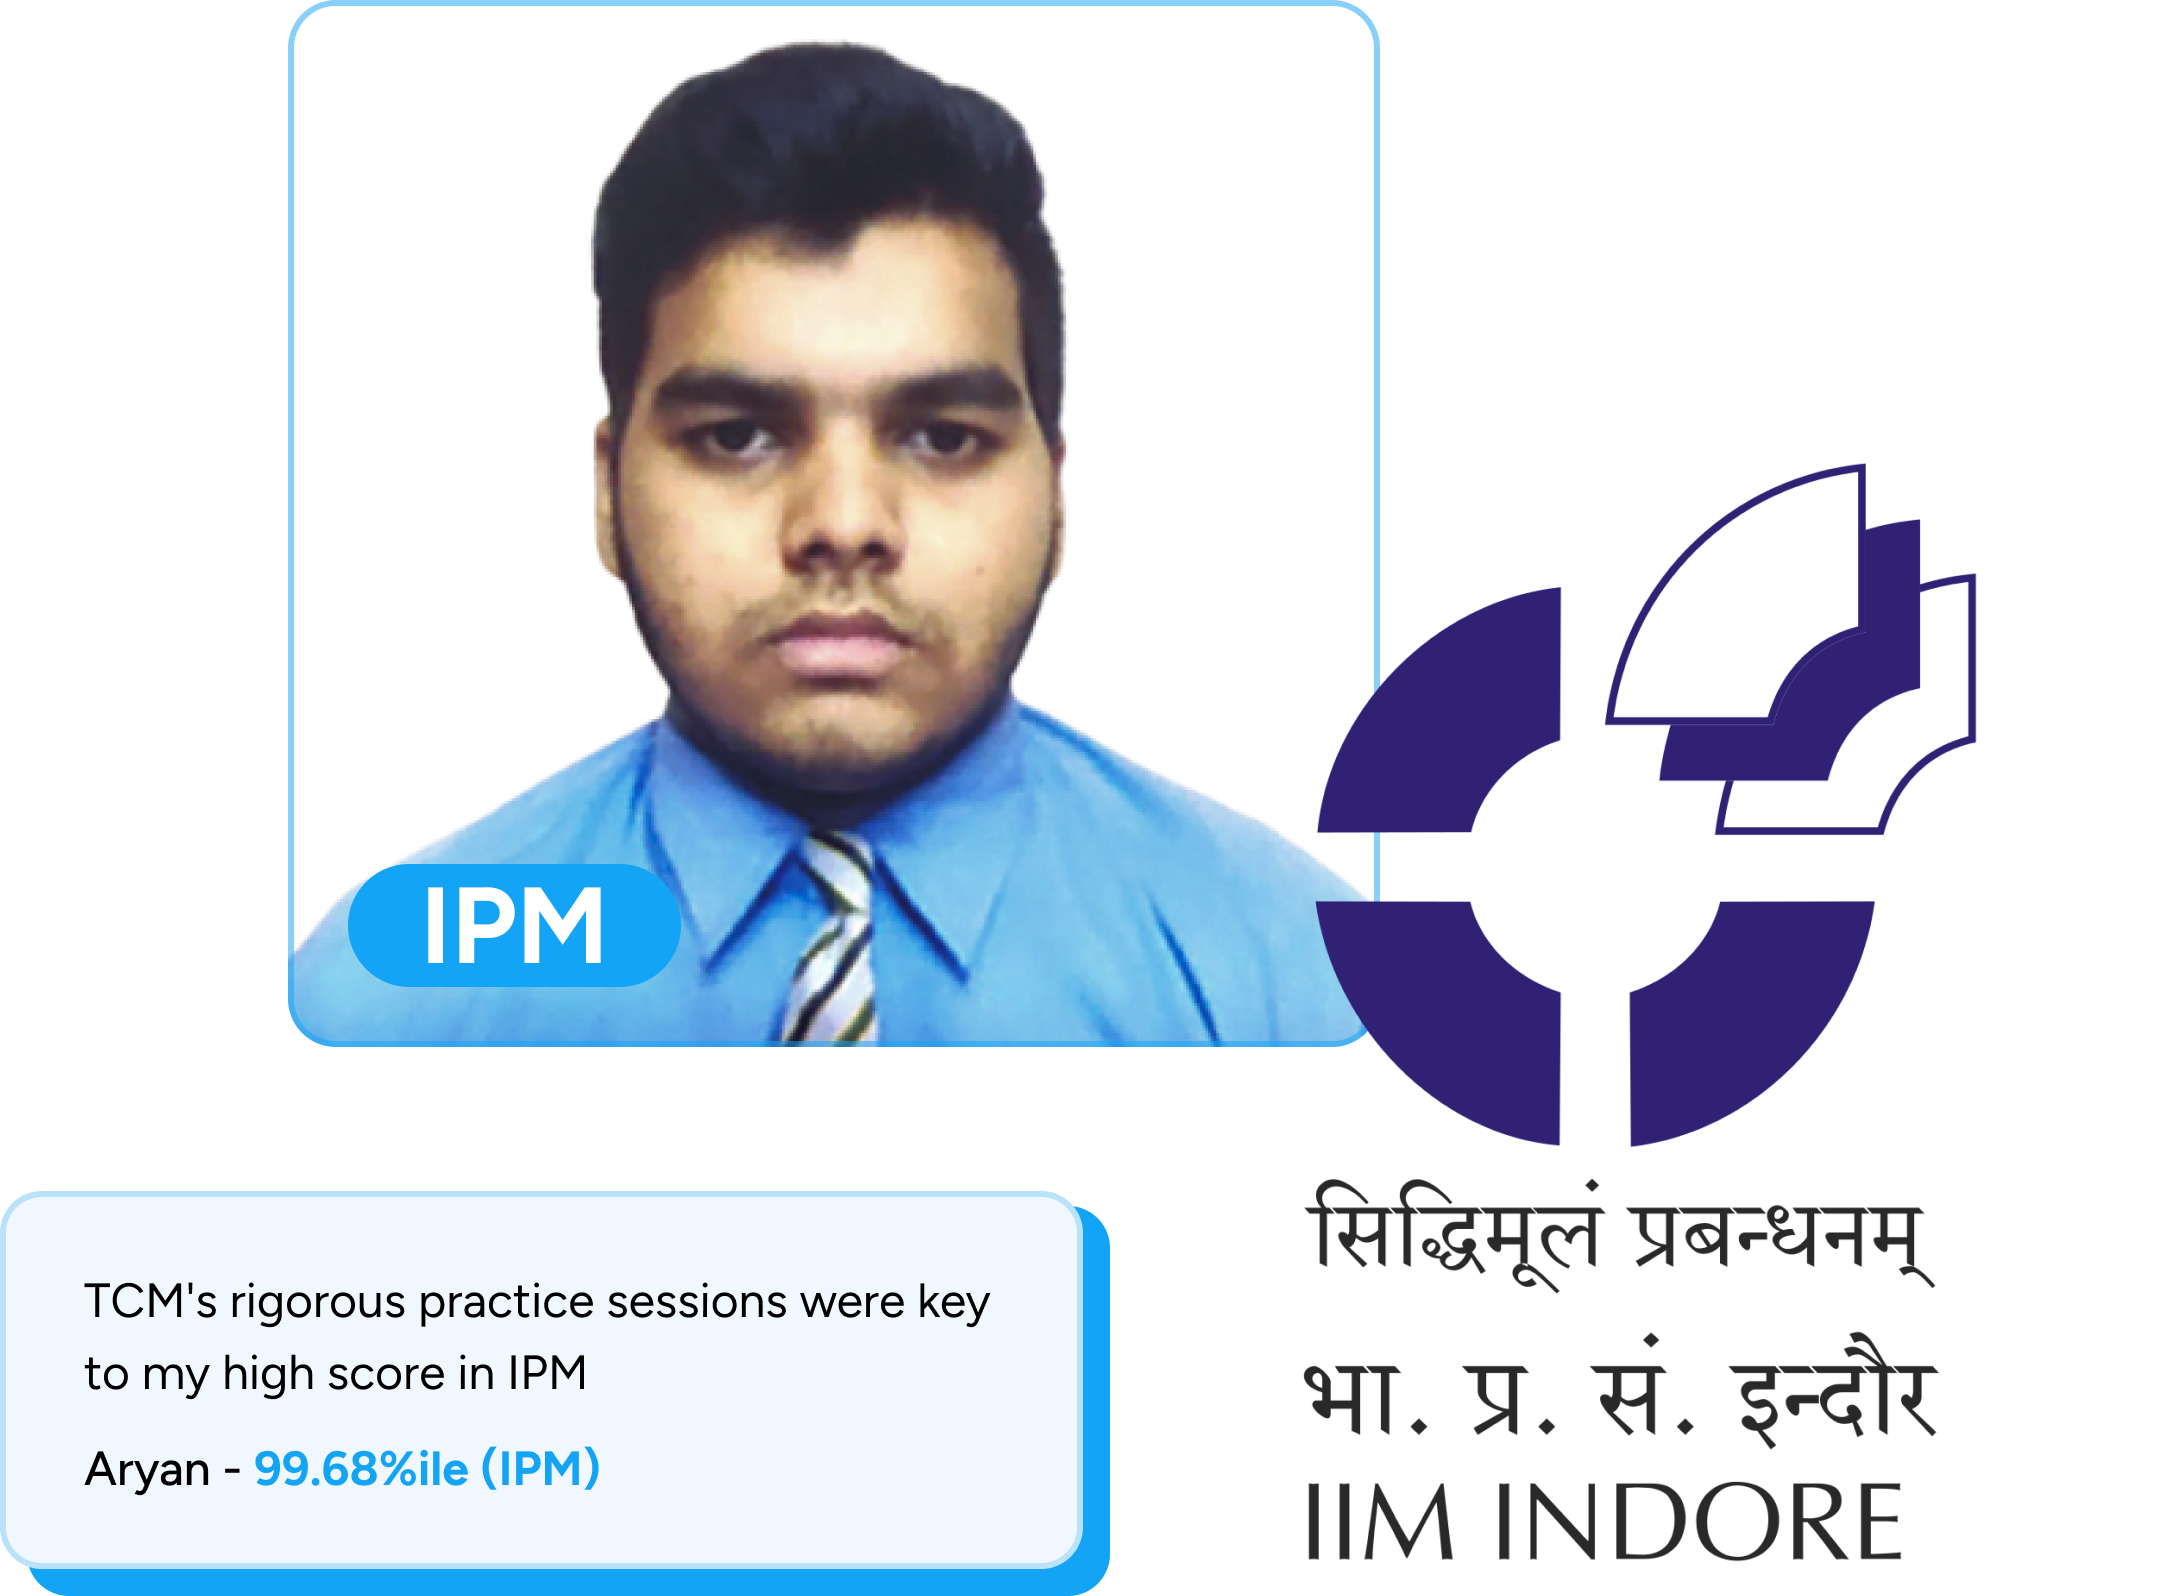 IPM
TCM's rigorous practice sessions were key
to my high score in IPM
Aryan - 99.68%ile (IPM)
सिद्धिमूलं प्रबन्धनम्
भा. प्र. सं. इन्दौर
IIM INDORE